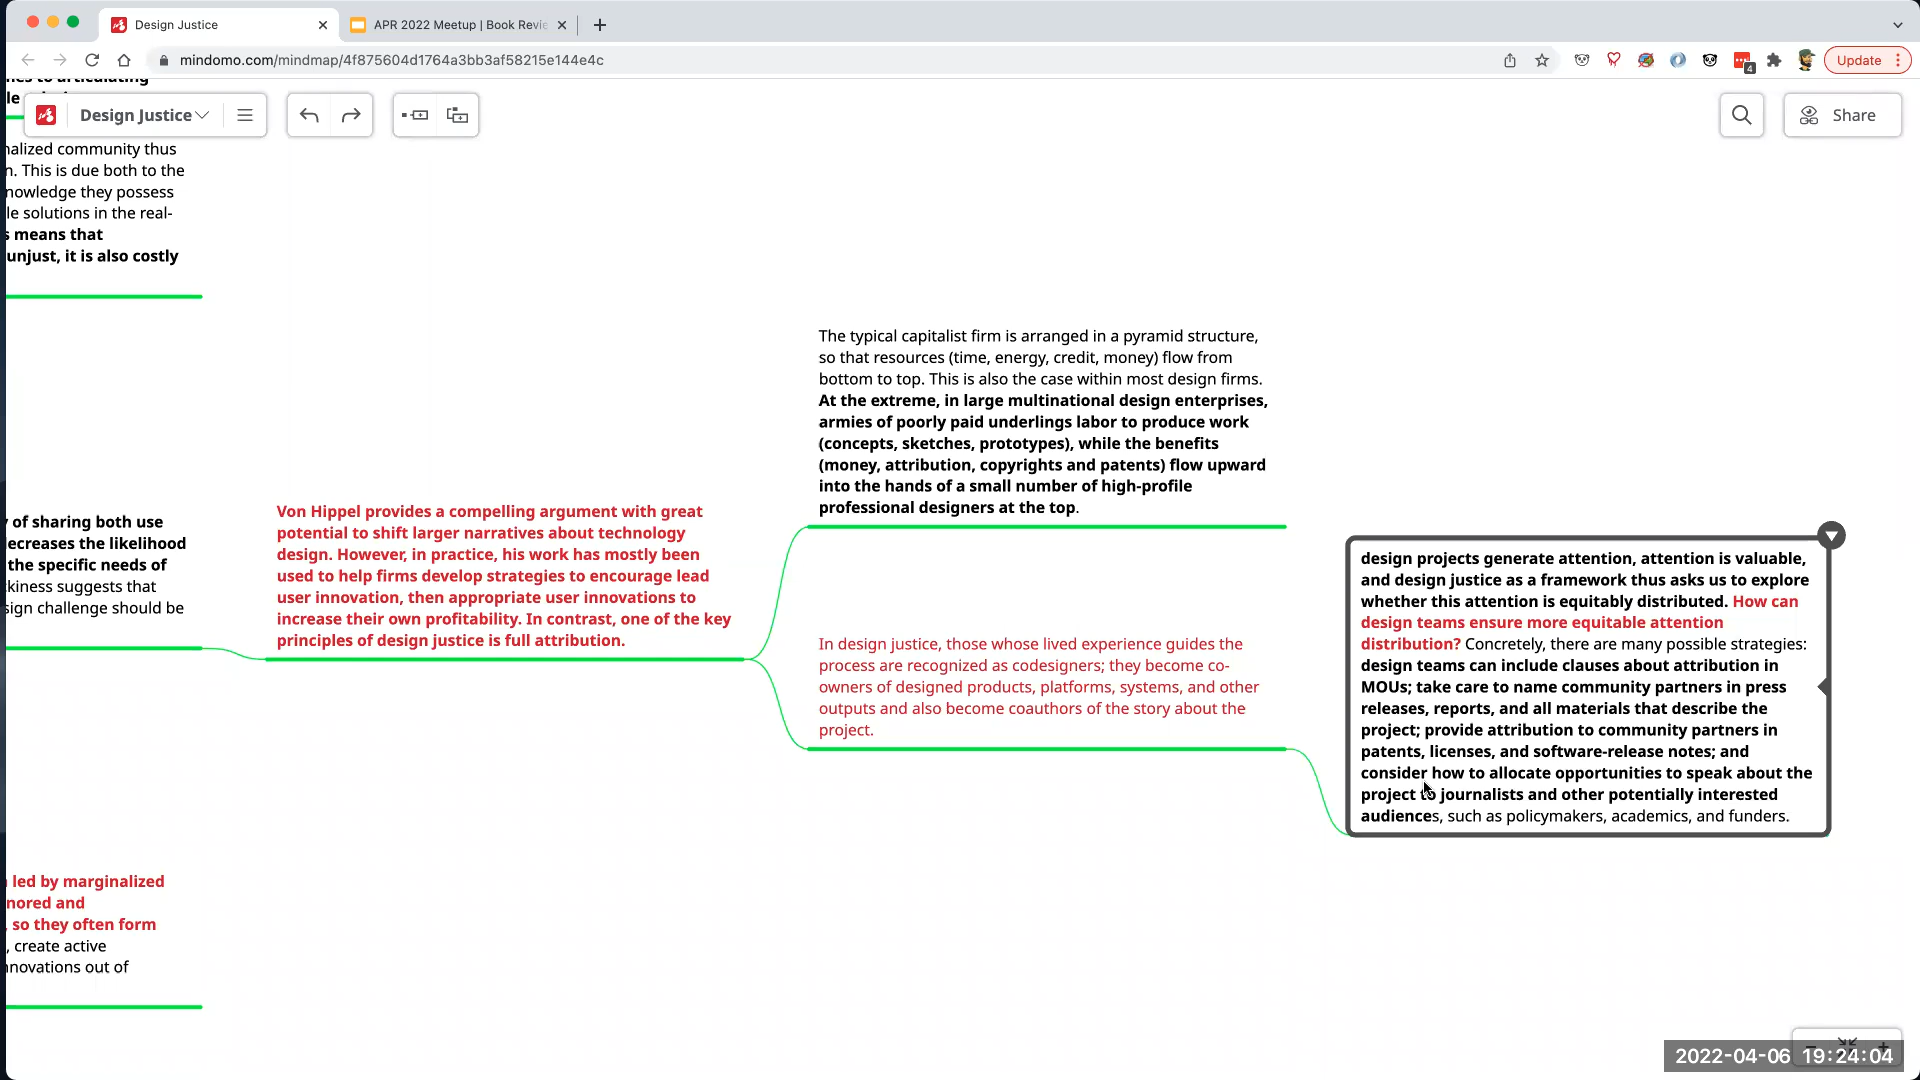 Design Justice
APR 2022 Meetup | Book Revie
mindomo.com/mindmap/4f875604d1764a3bb3af58215e144e4c
4
Update
to articulating
Design Justice
Share
nalized community thus
n. This is due both to the
nowledge they possess
le solutions in the real-
s means that
unjust, it is also costly
The typical capitalist firm is arranged in a pyramid structure,
so that resources (time, energy, credit, money) flow from
bottom to top. This is also the case within most design firms.
At the extreme, in large multinational design enterprises,
armies of poorly paid underlings labor to produce work
(concepts, sketches, prototypes), while the benefits
(money, attribution, copyrights and patents) flow upward
into the hands of a small number of high-profile
professional designers at the top.
y of sharing both use
ecreases the likelihood
the specific needs of
kiness suggests that
sign challenge should be
Von Hippel provides a compelling argument with great
potential to shift larger narratives about technology
design. However, in practice, his work has mostly been
used to help firms develop strategies to encourage lead
user innovation, then appropriate user innovations to
increase their own profitability. In contrast, one of the key
principles of design justice is full attribution.
In design justice, those whose lived experience guides the
process are recognized as codesigners; they become co-
owners of designed products, platforms, systems, and other
outputs and also become coauthors of the story about the
project.
design projects generate attention, attention is valuable,
and design justice as a framework thus asks us to explore
whether this attention is equitably distributed. How can
design teams ensure more equitable attention
distribution? Concretely, there are many possible strategies:
design teams can include clauses about attribution in
MOUs; take care to name community partners in press
releases, reports, and all materials that describe the
project; provide attribution to community partners in
patents, licenses, and software-release notes; and
consider how to allocate opportunities to speak about the
project to journalists and other potentially interested
audiences, such as policymakers, academics, and funders.
led by marginalized
nored and
, so they often form
, create active
nnovations out of
2022-04-06 19:24:04